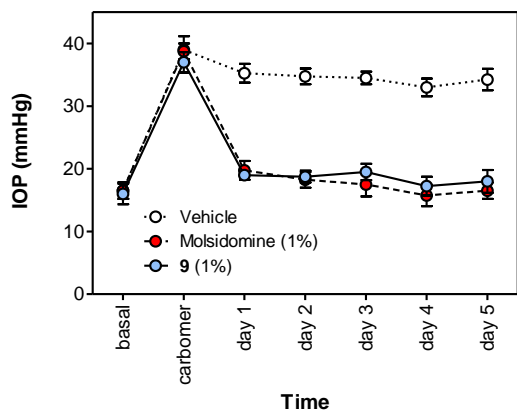 IOP (mmHg)
40
30
20
10
0
Vehicle
Molsidomine (1%)
9 (1%)
basal
carbomer
day 1
day 2
day 3
day 4
day 5
Time